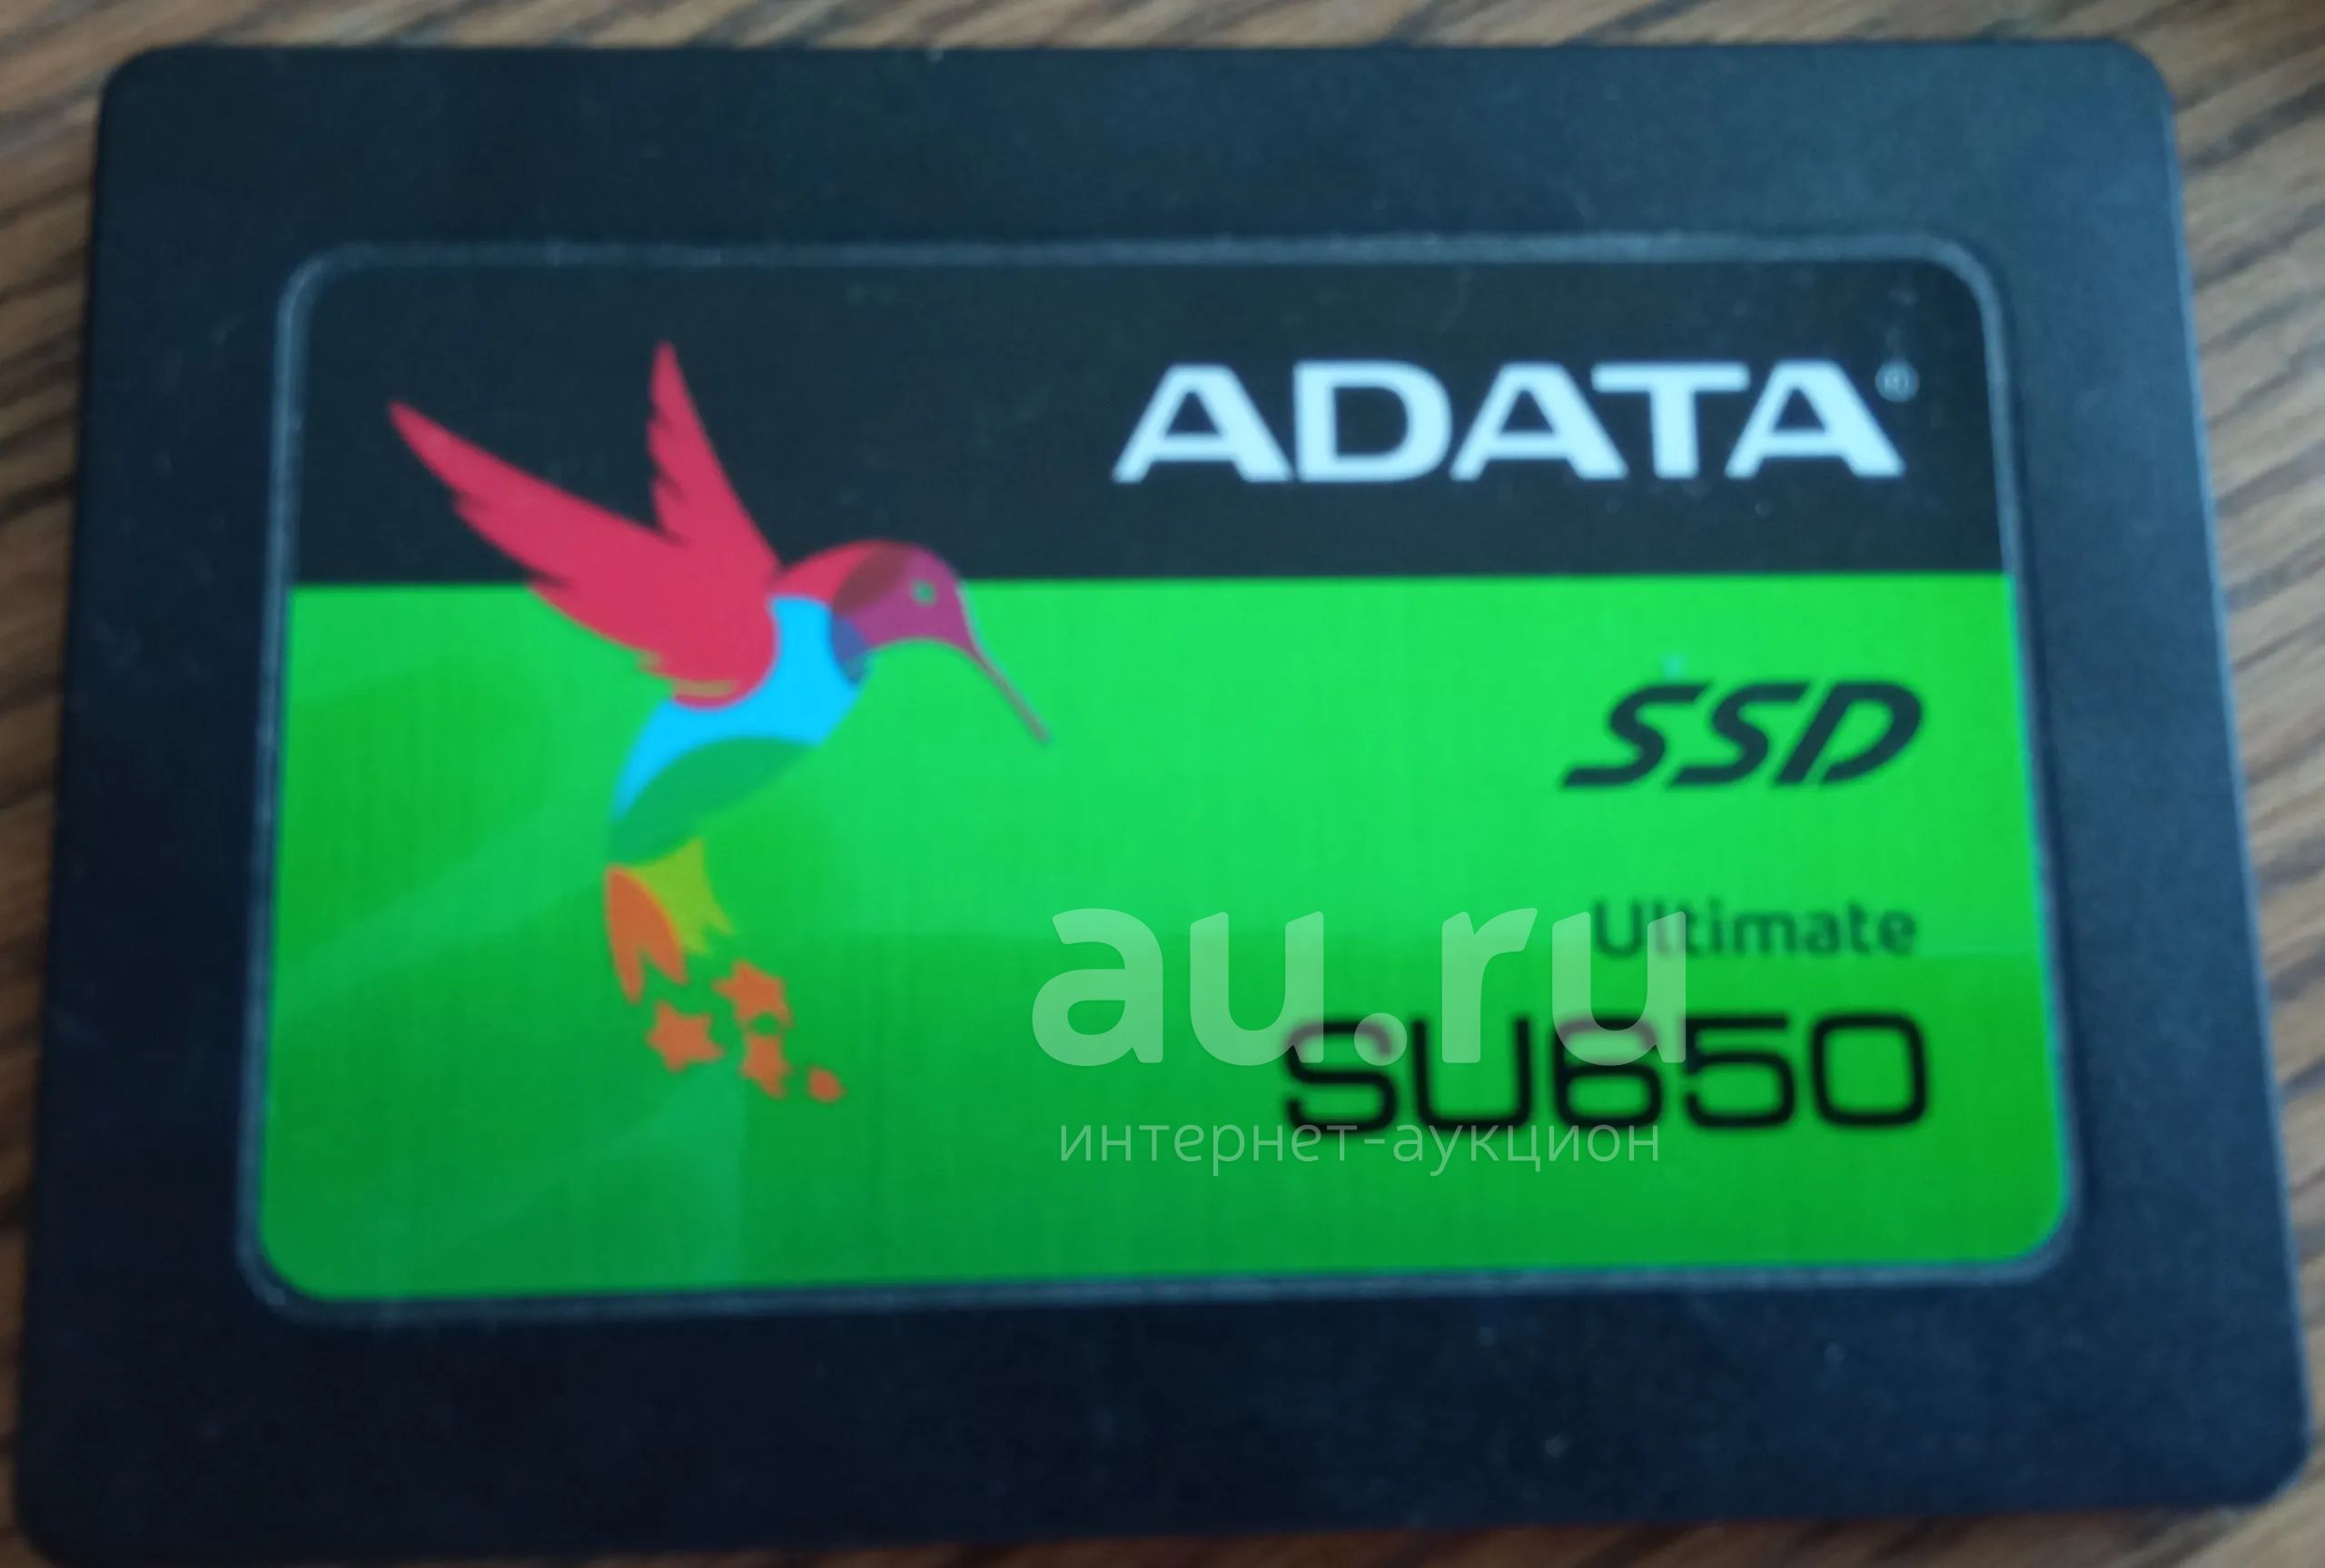 ADATA®
SSD
Ultimate
au.ru
SU650
интернет-аукцион